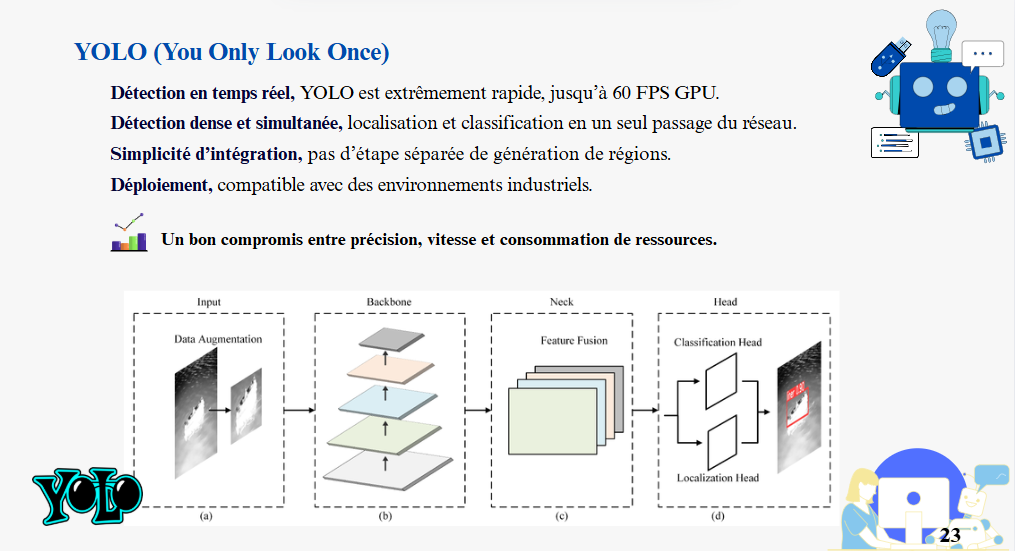 YOLO (You Only Look Once)
Détection en temps réel, YOLO est extrêmement rapide, jusqu’à 60 FPS GPU.
Détection dense et simultanée, localisation et classification en un seul passage du réseau.
Simplicité d’intégration, pas d’étape séparée de génération de régions.
Déploiement, compatible avec des environnements industriels.
Un bon compromis entre précision, vitesse et consommation de ressources.
Input
Backbone
Neck
Head
Data Augmentation
Feature Fusion
Classification Head
Localization Head
(a)
(b)
(c)
(d)
YOLO
23